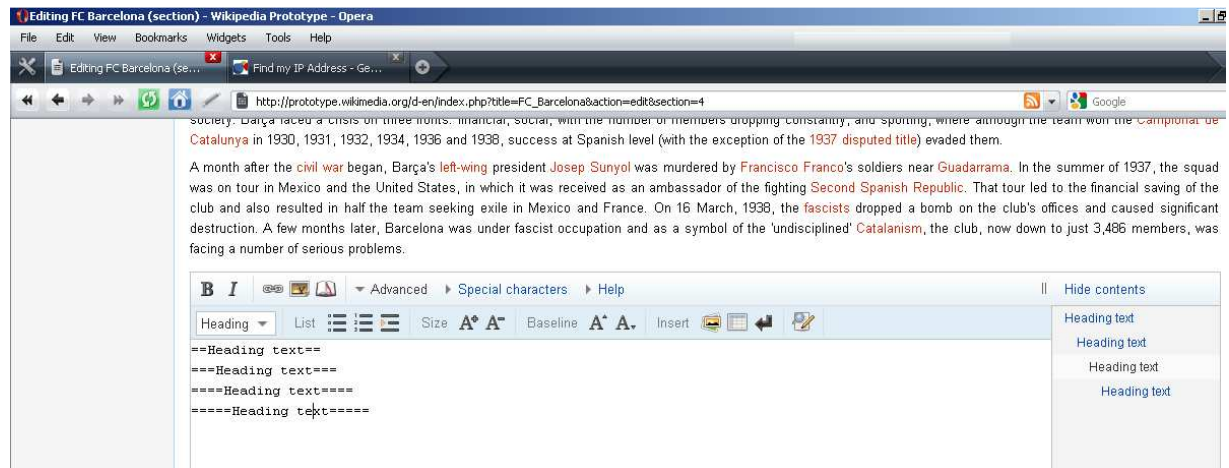 Editing FC Barcelona (section) - Wikipedia Prototype - Opera
File Edit View Bookmarks Widgets Tools Help
Editing FC Barcelona (se... Find my IP Address - Ge...
http://prototype.wikimedia.org/d-en/index.php?title=FC_Barcelona&action=edit&section=4 Google
society. Barça faced a crisis on three fronts: financial, social, with the number of members dropping constantly, and sporting, where although the team won the Campionat de
Catalunya in 1930, 1931, 1932, 1934, 1936 and 1938, success at Spanish level (with the exception of the 1937 disputed title) evaded them.
A month after the civil war began, Barça's left-wing president Josep Sunyol was murdered by Francisco Franco's soldiers near Guadarrama. In the summer of 1937, the squad
was on tour in Mexico and the United States, in which it was received as an ambassador of the fighting Second Spanish Republic. That tour led to the financial saving of the
club and also resulted in half the team seeking exile in Mexico and France. On 16 March, 1938, the fascists dropped a bomb on the club's offices and caused significant
destruction. A few months later, Barcelona was under fascist occupation and as a symbol of the 'undisciplined' Catalanism, the club, now down to just 3,486 members, was
facing a number of serious problems.
B I Advanced Special characters Help Hide contents
Heading List Size A A Baseline A A Insert
Heading text
Heading text
Heading text
Heading text
==Heading text==
===Heading text===
====Heading text====
=====Heading text=====